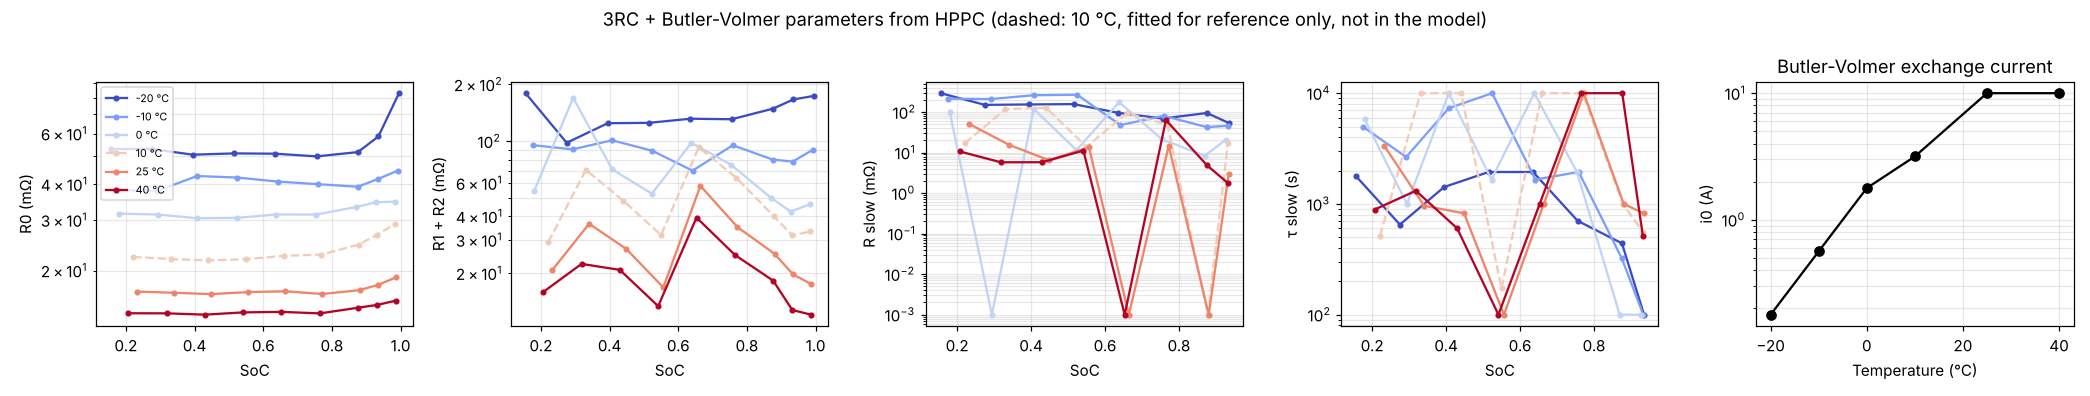 3RC + Butler-Volmer parameters from HPPC (dashed: 10 °C, fitted for reference only, not in the model)
R0 (mΩ)
6 × 10¹
4 × 10¹
3 × 10¹
2 × 10¹
-20 °C
-10 °C
0 °C
10 °C
25 °C
40 °C
0.2 0.4 0.6 0.8 1.0
SoC
R1 + R2 (mΩ)
2 × 10²
10²
6 × 10¹
4 × 10¹
3 × 10¹
2 × 10¹
0.2 0.4 0.6 0.8 1.0
SoC
R slow (mΩ)
10²
10¹
10⁰
10⁻¹
10⁻²
10⁻³
0.2 0.4 0.6 0.8
SoC
τ slow (s)
10⁴
10³
10²
0.2 0.4 0.6 0.8
SoC
Butler-Volmer exchange current
i0 (A)
10¹
10⁰
−20 0 20 40
Temperature (°C)